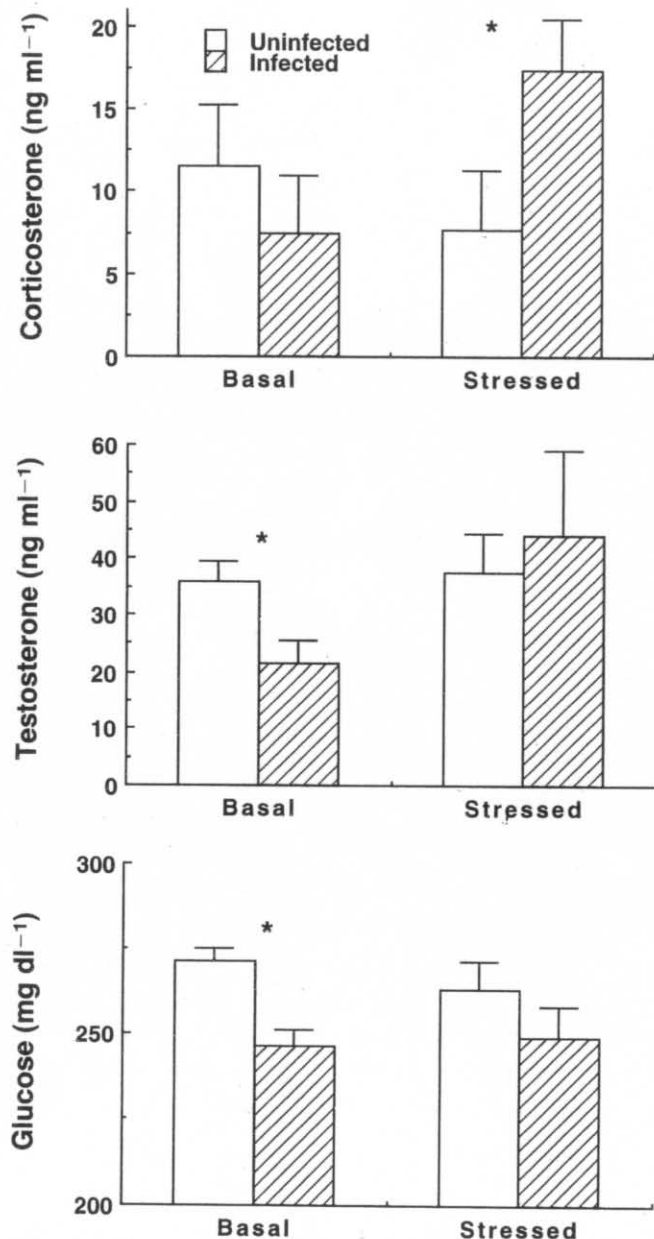 Corticosterone (ng ml⁻¹)
20
15
10
5
0
Uninfected
Infected
*
Basal Stressed
Testosterone (ng ml⁻¹)
60
50
40
30
20
10
0
*
Basal Stressed
Glucose (mg dl⁻¹)
300
250
200
*
Basal Stressed